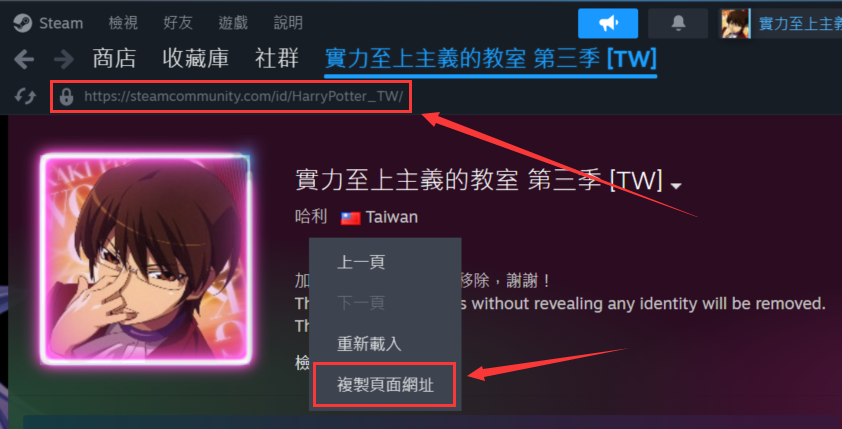 Steam 檢視 好友 遊戲 說明
實力至上主義
商店 收藏庫 社群 實力至上主義的教室 第三季 [TW]
https://steamcommunity.com/id/HarryPotter_TW/
實力至上主義的教室 第三季 [TW]
哈利 Taiwan
上一頁
加 移除，謝謝！
下一頁
Th s without revealing any identity will be removed.
Th
重新載入
檢
複製頁面網址